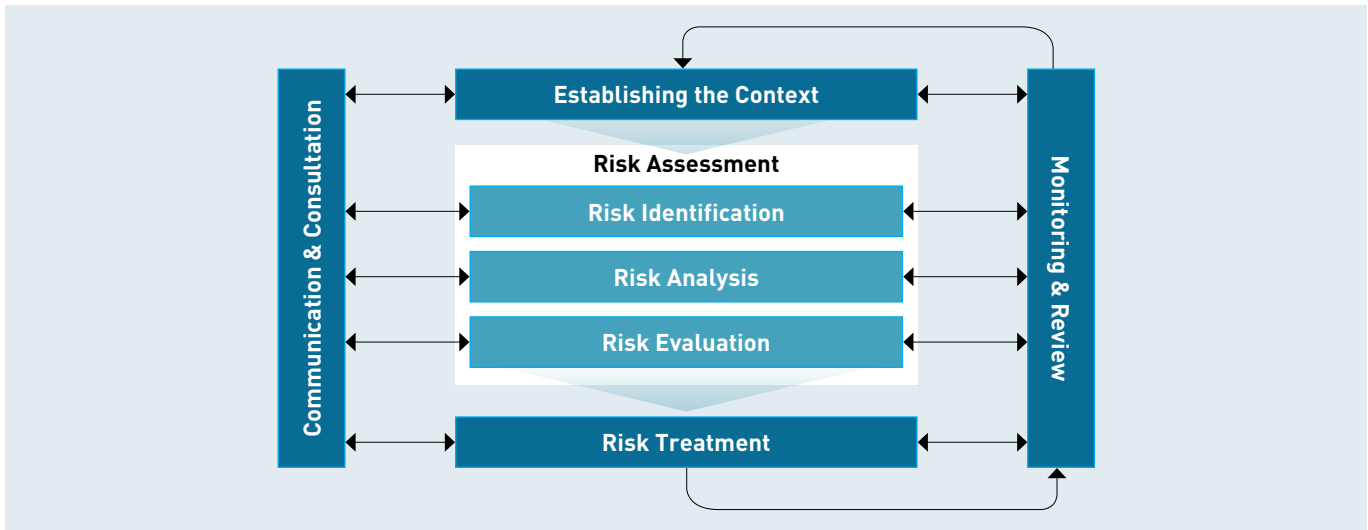 Communication & Consultation
Establishing the Context
Risk Assessment
Risk Identification
Risk Analysis
Risk Evaluation
Risk Treatment
Monitoring & Review